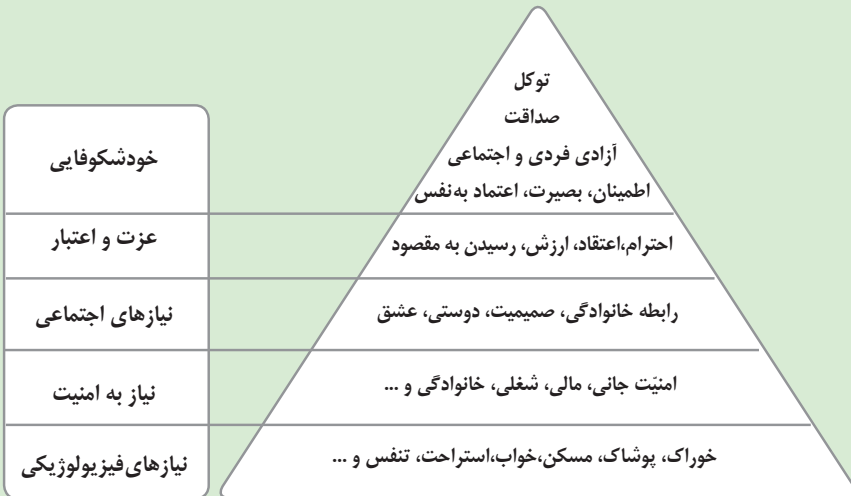 توکل
صداقت
آزادی فردی و اجتماعی
اطمینان، بصیرت، اعتماد به‌نفس
خودشکوفایی
احترام،اعتقاد، ارزش، رسیدن به مقصود
عزت و اعتبار
رابطه خانوادگی، صمیمیت، دوستی، عشق
نیازهای اجتماعی
امنیّت جانی، مالی، شغلی، خانوادگی و ...
نیاز به امنیت
خوراک، پوشاک، مسکن،خواب،استراحت، تنفس و ...
نیازهای‌فیزیولوژیکی